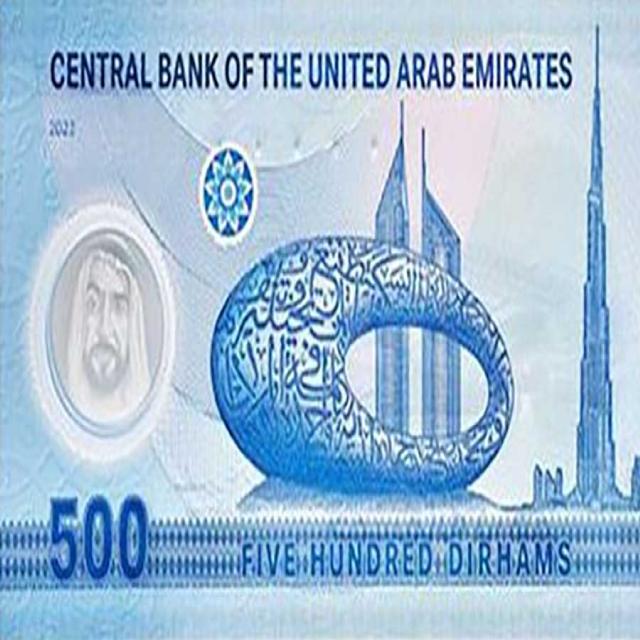 CENTRAL BANK OF THE UNITED ARAB EMIRATES
2022
500
FIVE HUNDRED DIRHAMS